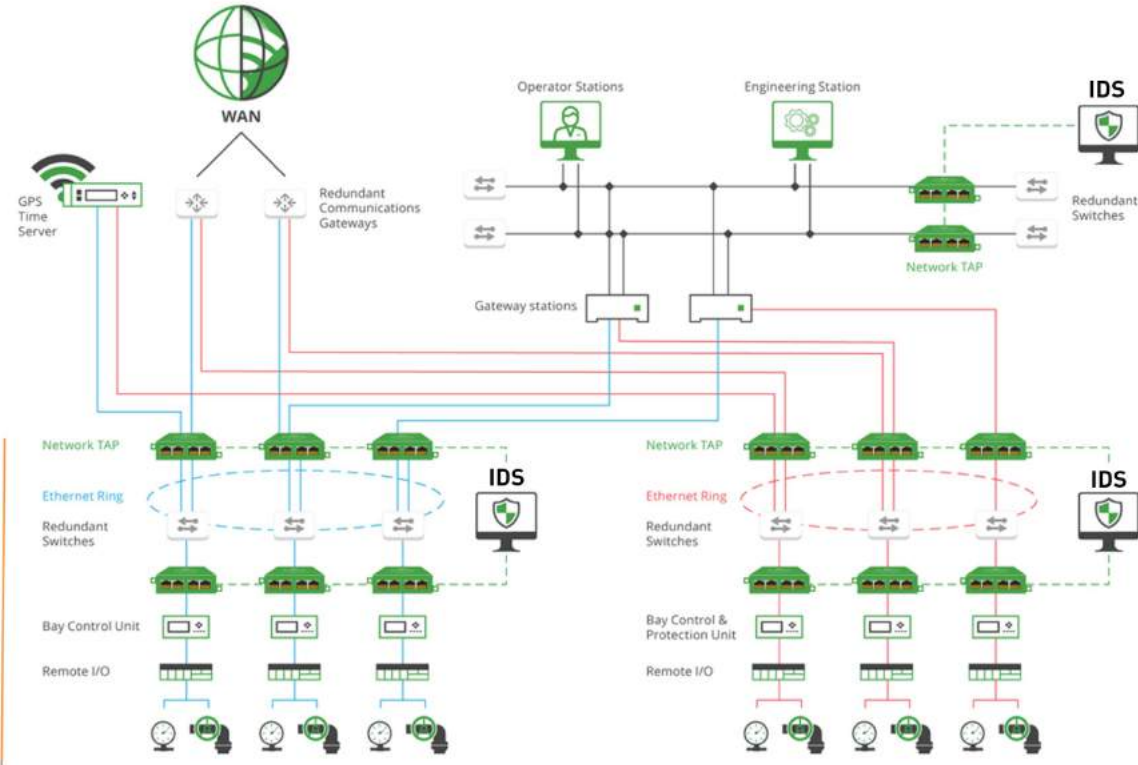 WAN
GPS
Time
Server
Redundant
Communications
Gateways
Operator Stations
Engineering Station
IDS
Redundant
Switches
Network TAP
Gateway stations
Network TAP
Ethernet Ring
Redundant
Switches
IDS
Bay Control Unit
Remote I/O
Network TAP
Ethernet Ring
Redundant
Switches
IDS
Bay Control &
Protection Unit
Remote I/O